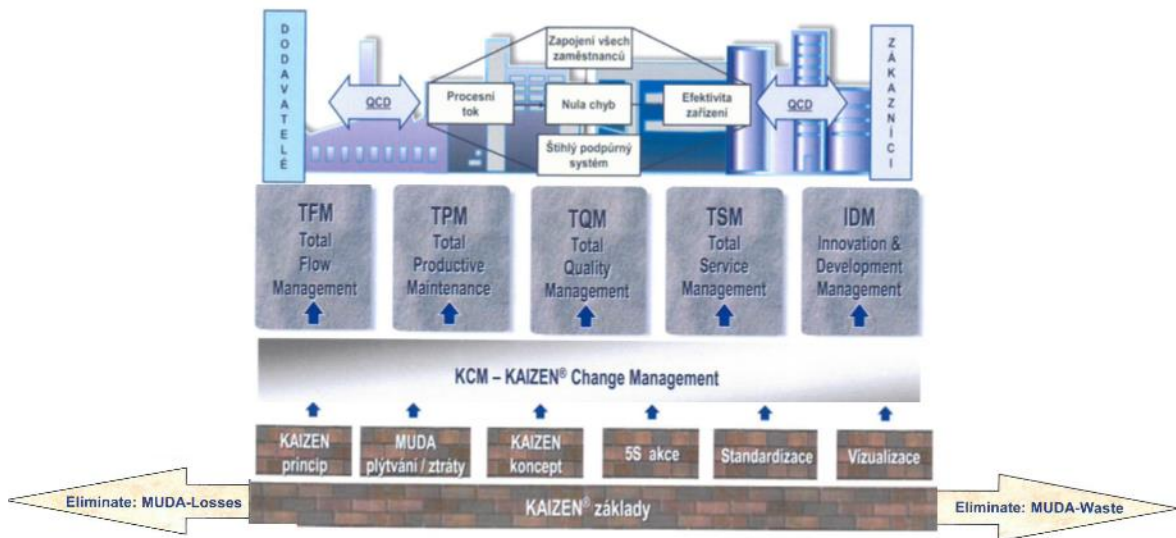 DODAVATELÉ
Zapojení všech
zaměstnanců
ZÁKAZNÍCI
QCD
Procesní
tok
Nula chyb
Efektivita
zařízení
QCD
Štíhlý podpůrný
systém
TFM
Total
Flow
Management
TPM
Total
Productive
Maintenance
TQM
Total
Quality
Management
TSM
Total
Service
Management
IDM
Innovation &
Development
Management
KCM – KAIZEN® Change Management
KAIZEN
princip
MUDA
plýtvání / ztráty
KAIZEN
koncept
5S akce
Standardizace
Vizualizace
Eliminate: MUDA-Losses
KAIZEN® základy
Eliminate: MUDA-Waste